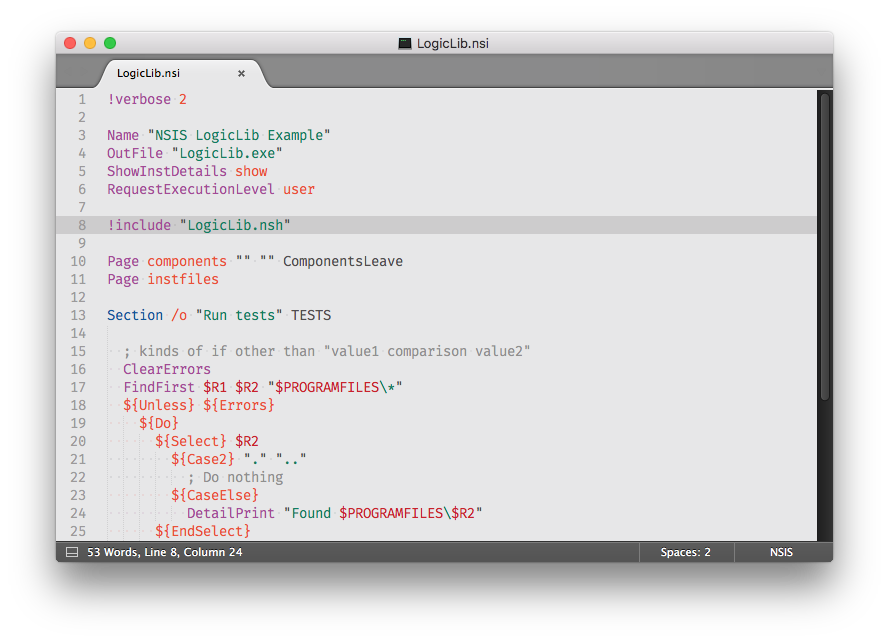 LogicLib.nsi
LogicLib.nsi ×
1 !verbose 2
2
3 Name "NSIS LogicLib Example"
4 OutFile "LogicLib.exe"
5 ShowInstDetails show
6 RequestExecutionLevel user
7
8 !include "LogicLib.nsh"
9
10 Page components "" "" ComponentsLeave
11 Page instfiles
12
13 Section /o "Run tests" TESTS
14
15   ; kinds of if other than "value1 comparison value2"
16   ClearErrors
17   FindFirst $R1 $R2 "$PROGRAMFILES\*"
18   ${Unless} ${Errors}
19     ${Do}
20       ${Select} $R2
21         ${Case2} "." ".."
22           ; Do nothing
23         ${CaseElse}
24           DetailPrint "Found $PROGRAMFILES\$R2"
25       ${EndSelect}
53 Words, Line 8, Column 24 Spaces: 2 NSIS